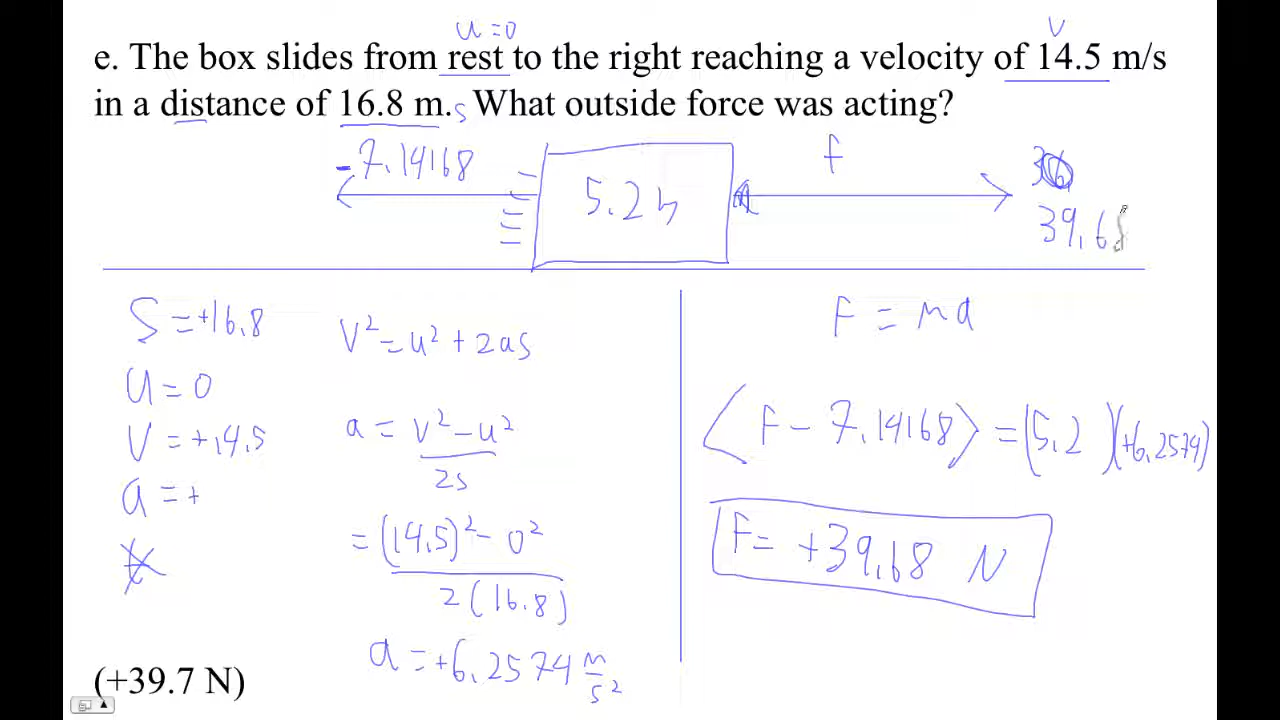 u=0
V
e. The box slides from rest to the right reaching a velocity of 14.5 m/s
in a distance of 16.8 m.s What outside force was acting?
-7.14168
5.2
F
39.68
S=+16.8
u=0
V=+14.5
a=+
t
V²=u²+2as
a=V²-u²
2s
=(14.5)²-0²
2(16.8)
a=+6.2574 m
s²
F=ma
<F-7.14168>=(5.2)(+6.2574)
F=+39.68 N
(+39.7 N)